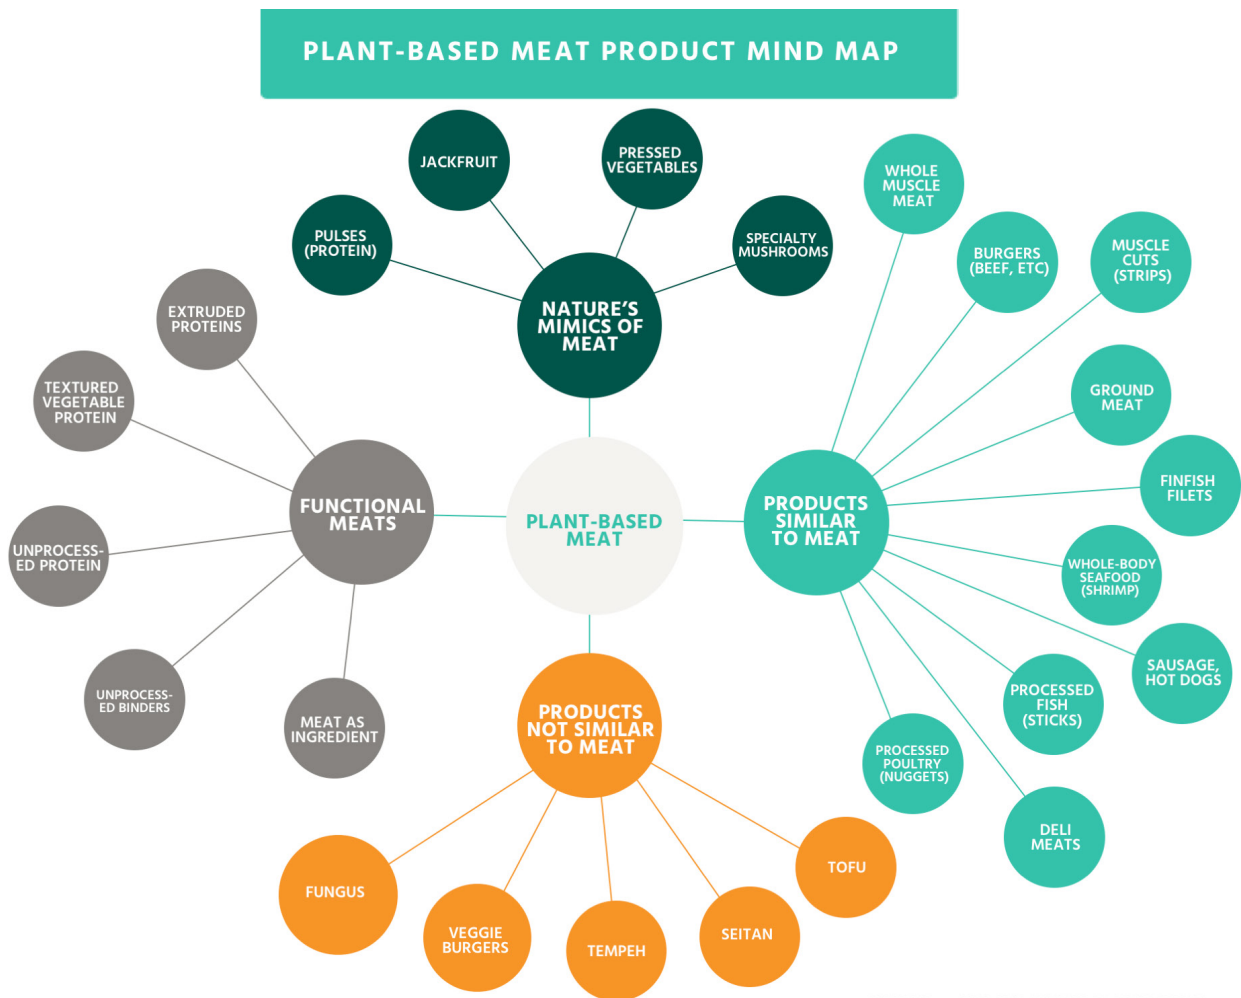 PLANT-BASED MEAT PRODUCT MIND MAP
JACKFRUIT
PRESSED
VEGETABLES
PULSES
(PROTEIN)
SPECIALTY
MUSHROOMS
NATURE'S
MIMICS OF
MEAT
WHOLE
MUSCLE
MEAT
BURGERS
(BEEF, ETC)
MUSCLE
CUTS
(STRIPS)
GROUND
MEAT
FINFISH
FILETS
WHOLE-BODY
SEAFOOD
(SHRIMP)
SAUSAGE,
HOT DOGS
PROCESSED
FISH
(STICKS)
PROCESSED
POULTRY
(NUGGETS)
DELI
MEATS
PRODUCTS
SIMILAR
TO MEAT
EXTRUDED
PROTEINS
TEXTURED
VEGETABLE
PROTEIN
UNPROCESS-
ED PROTEIN
UNPROCESS-
ED BINDERS
MEAT AS
INGREDIENT
FUNCTIONAL
MEATS
PLANT-BASED
MEAT
PRODUCTS
NOT SIMILAR
TO MEAT
FUNGUS
VEGGIE
BURGERS
TEMPEH
SEITAN
TOFU